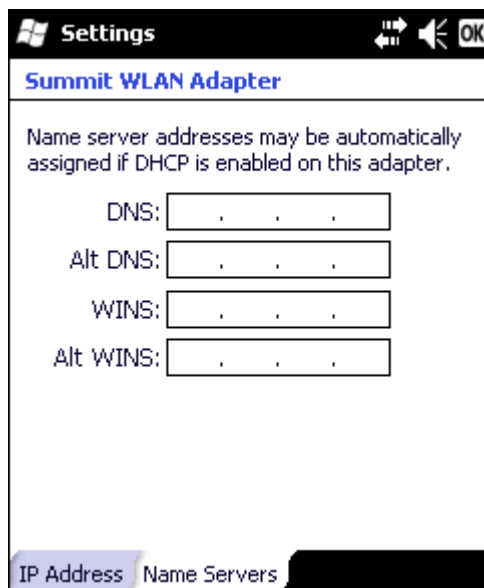 Settings
OK
Summit WLAN Adapter
Name server addresses may be automatically
assigned if DHCP is enabled on this adapter.
DNS: . . .
Alt DNS: . . .
WINS: . . .
Alt WINS: . . .
IP Address Name Servers